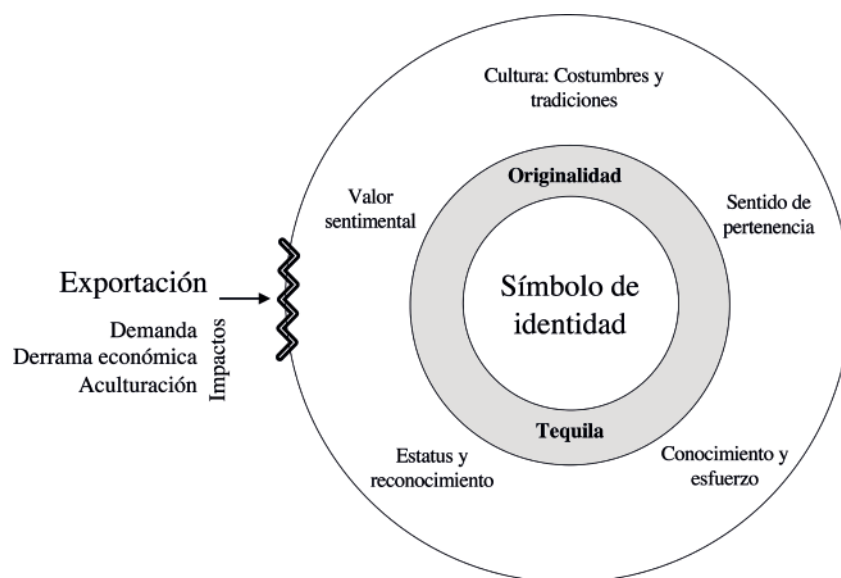 Cultura: Costumbres y
tradiciones
Originalidad
Valor
sentimental
Sentido de
pertenencia
Símbolo de
identidad
Exportación
Demanda
Derrama económica
Aculturación
Impactos
Tequila
Estatus y
reconocimiento
Conocimiento y
esfuerzo